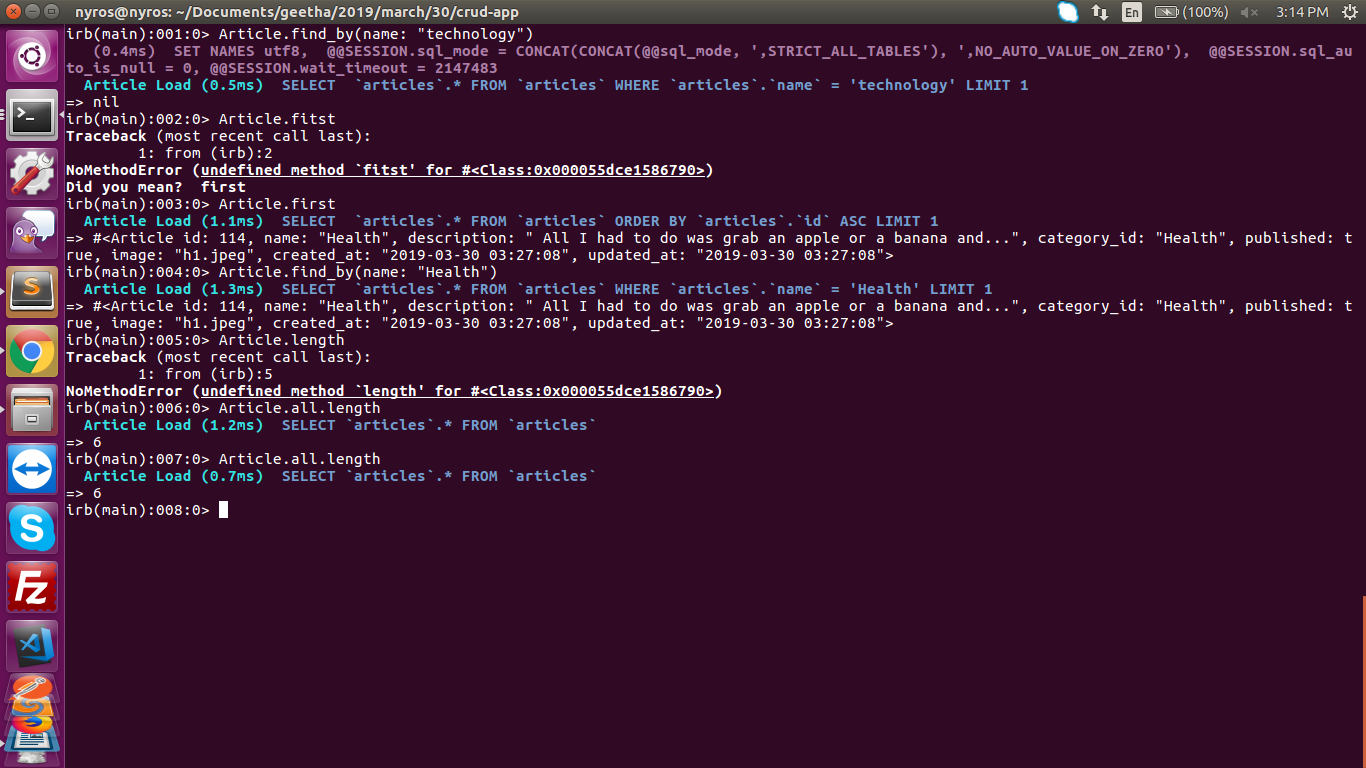 nyros@nyros: ~/Documents/geetha/2019/march/30/crud-app
En
(100%)
3:14 PM
irb(main):001:0> Article.find_by(name: "technology")
   (0.4ms)  SET NAMES utf8,  @@SESSION.sql_mode = CONCAT(CONCAT(@@sql_mode, ',STRICT_ALL_TABLES'), ',NO_AUTO_VALUE_ON_ZERO'),  @@SESSION.sql_au
to_is_null = 0, @@SESSION.wait_timeout = 2147483
  Article Load (0.5ms)  SELECT  `articles`.* FROM `articles` WHERE `articles`.`name` = 'technology' LIMIT 1
=> nil
irb(main):002:0> Article.fitst
Traceback (most recent call last):
        1: from (irb):2
NoMethodError (undefined method `fitst' for #<Class:0x000055dce1586790>)
Did you mean?  first
irb(main):003:0> Article.first
  Article Load (1.1ms)  SELECT  `articles`.* FROM `articles` ORDER BY `articles`.`id` ASC LIMIT 1
=> #<Article id: 114, name: "Health", description: " All I had to do was grab an apple or a banana and...", category_id: "Health", published: t
rue, image: "h1.jpeg", created_at: "2019-03-30 03:27:08", updated_at: "2019-03-30 03:27:08">
irb(main):004:0> Article.find_by(name: "Health")
  Article Load (1.3ms)  SELECT  `articles`.* FROM `articles` WHERE `articles`.`name` = 'Health' LIMIT 1
=> #<Article id: 114, name: "Health", description: " All I had to do was grab an apple or a banana and...", category_id: "Health", published: t
rue, image: "h1.jpeg", created_at: "2019-03-30 03:27:08", updated_at: "2019-03-30 03:27:08">
irb(main):005:0> Article.length
Traceback (most recent call last):
        1: from (irb):5
NoMethodError (undefined method `length' for #<Class:0x000055dce1586790>)
irb(main):006:0> Article.all.length
  Article Load (1.2ms)  SELECT `articles`.* FROM `articles`
=> 6
irb(main):007:0> Article.all.length
  Article Load (0.7ms)  SELECT `articles`.* FROM `articles`
=> 6
irb(main):008:0>